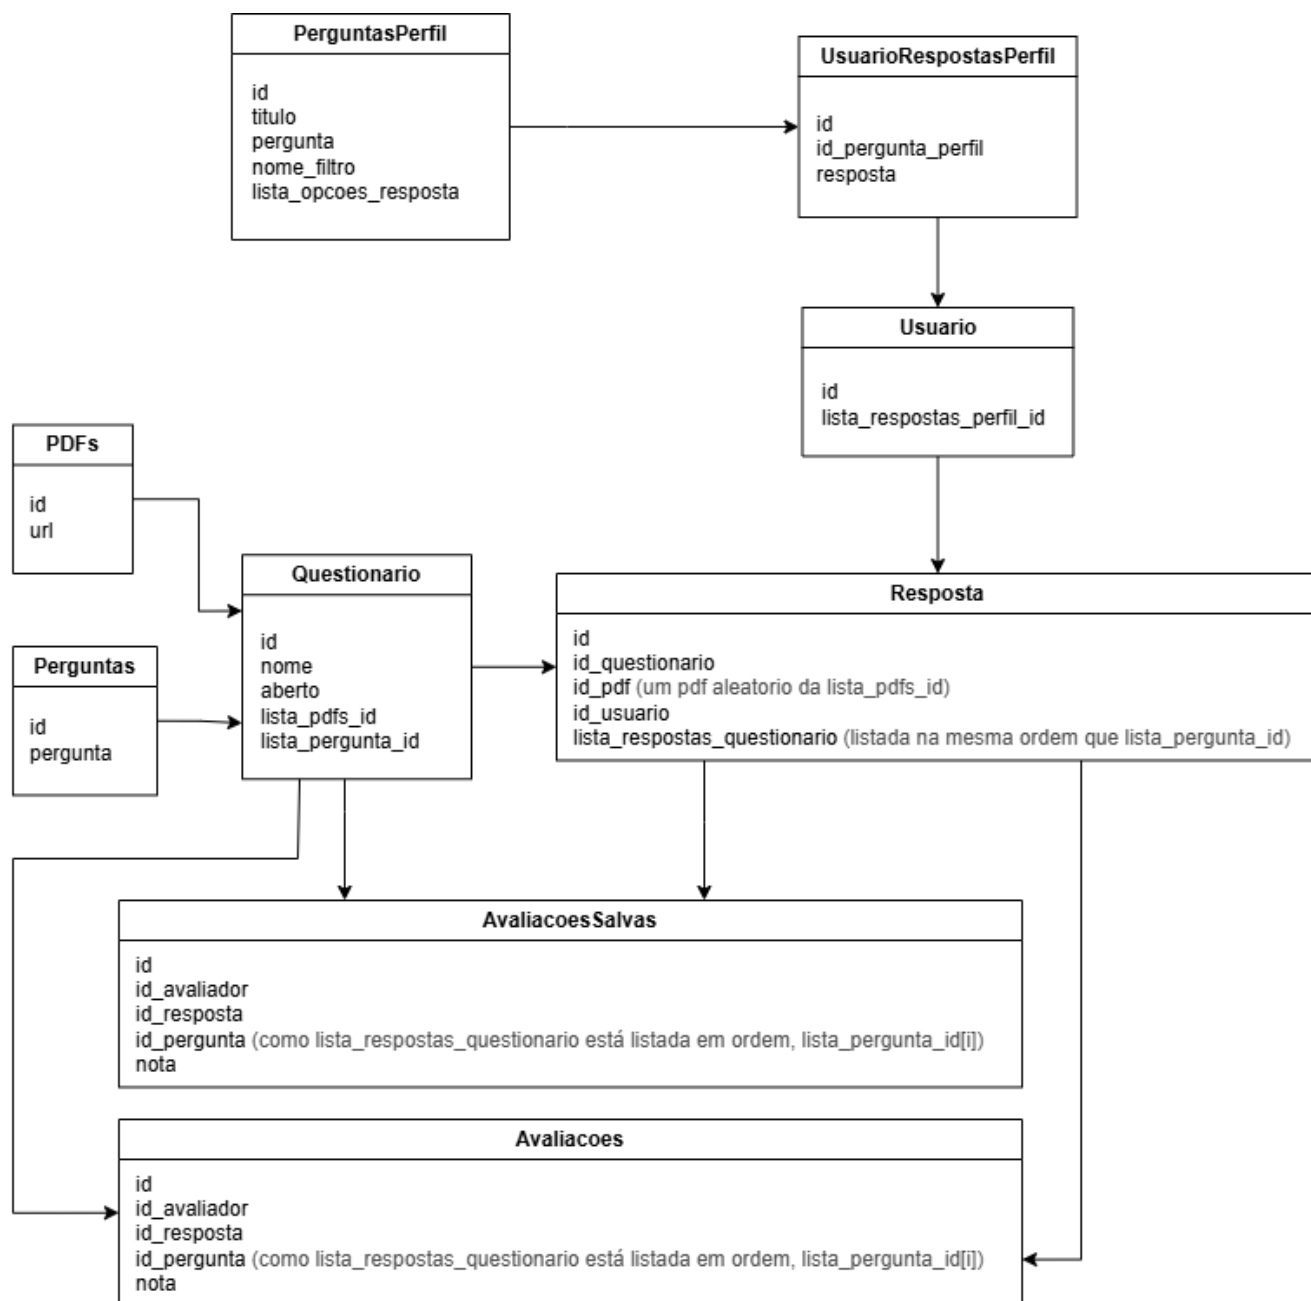 PerguntasPerfil
id
titulo
pergunta
nome_filtro
lista_opcoes_resposta
UsuarioRespostasPerfil
id
id_pergunta_perfil
resposta
Usuario
id
lista_respostas_perfil_id
PDFs
id
url
Perguntas
id
pergunta
Questionario
id
nome
aberto
lista_pdfs_id
lista_pergunta_id
Resposta
id
id_questionario
id_pdf (um pdf aleatorio da lista_pdfs_id)
id_usuario
lista_respostas_questionario (listada na mesma ordem que lista_pergunta_id)
AvaliacoesSalvas
id
id_avaliador
id_resposta
id_pergunta (como lista_respostas_questionario está listada em ordem, lista_pergunta_id[i])
nota
Avaliacoes
id
id_avaliador
id_resposta
id_pergunta (como lista_respostas_questionario está listada em ordem, lista_pergunta_id[i])
nota